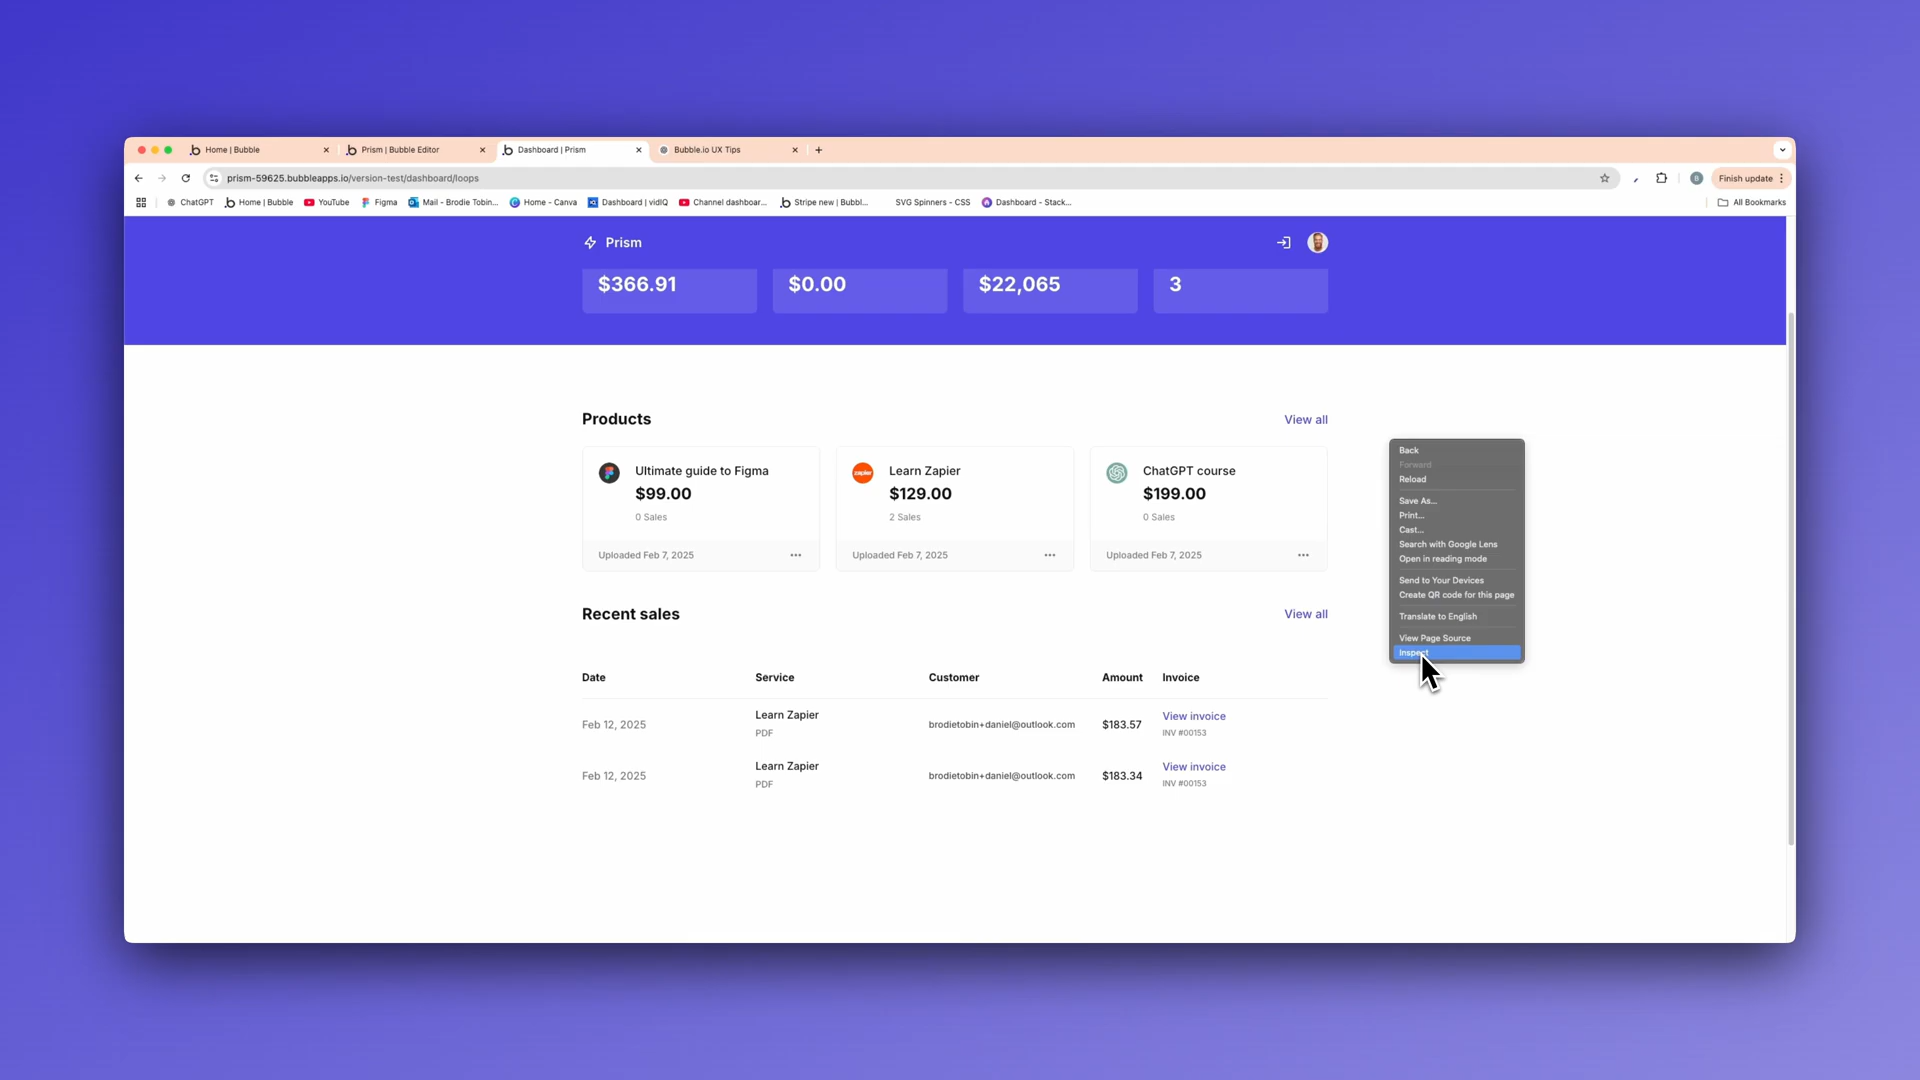 Home | Bubble
Prism | Bubble Editor
Dashboard | Prism
Bubble.io UX Tips
prism-59625.bubbleapps.io/version-test/dashboard/loops
B
Finish update
ChatGPT
Home | Bubble
YouTube
Figma
Mail - Brodie Tobin...
Home - Canva
Dashboard | vidIQ
Channel dashboar...
Stripe new | Bubbl...
SVG Spinners - CSS
Dashboard - Stack...
All Bookmarks
Prism
$366.91
$0.00
$22,065
3
Products
View all
Ultimate guide to Figma
$99.00
0 Sales
Uploaded Feb 7, 2025
zapier
Learn Zapier
$129.00
2 Sales
Uploaded Feb 7, 2025
ChatGPT course
$199.00
0 Sales
Uploaded Feb 7, 2025
Back
Forward
Reload
Save As...
Print...
Cast...
Search with Google Lens
Open in reading mode
Send to Your Devices
Create QR code for this page
Translate to English
View Page Source
Inspect
Recent sales
View all
Date Service Customer Amount Invoice
Feb 12, 2025
Learn Zapier
PDF
brodietobin+daniel@outlook.com
$183.57
View invoice
INV #00153
Feb 12, 2025
Learn Zapier
PDF
brodietobin+daniel@outlook.com
$183.34
View invoice
INV #00153